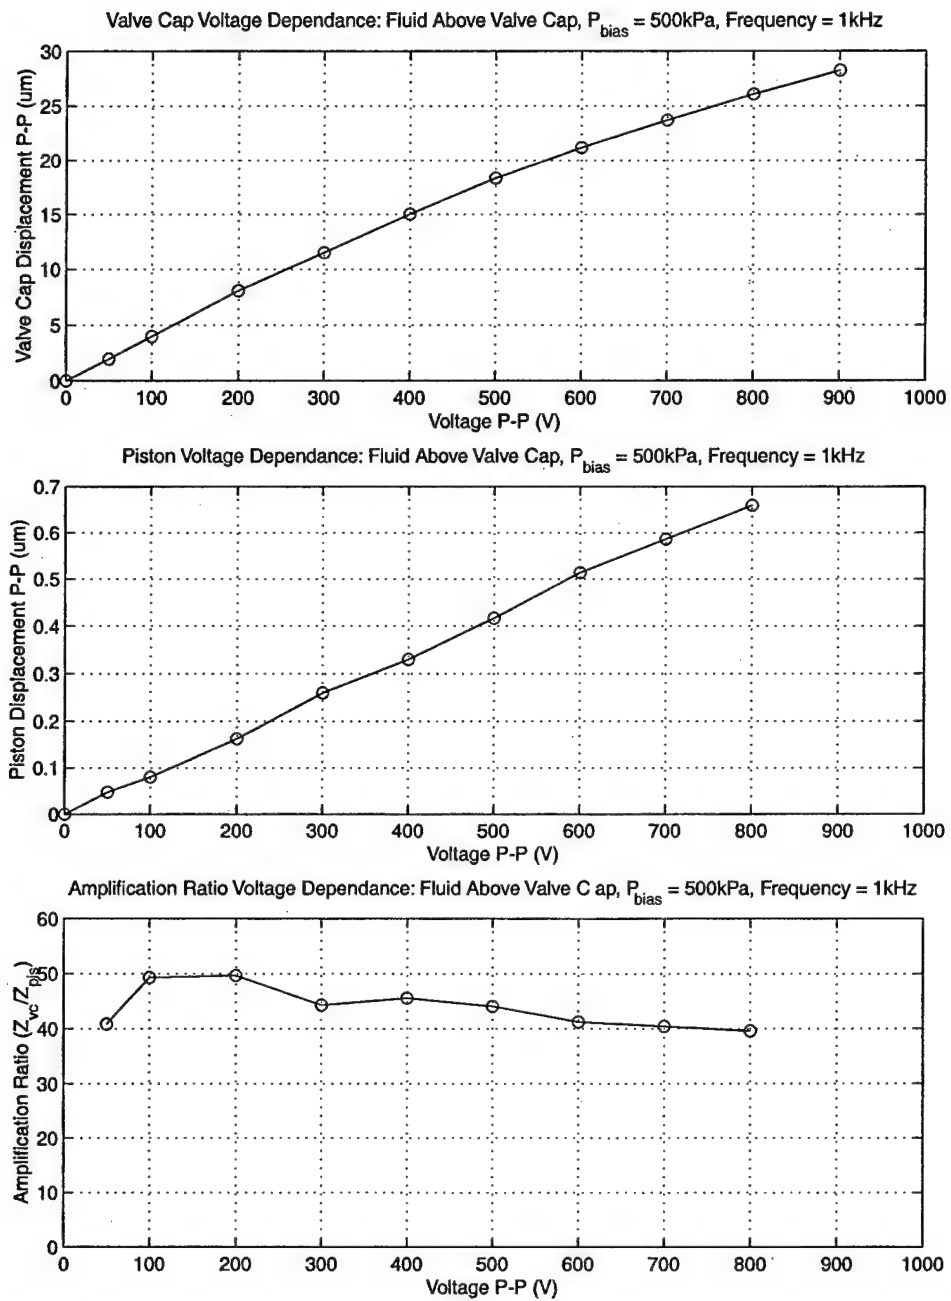 Valve Cap Voltage Dependance: Fluid Above Valve Cap, Pbias = 500kPa, Frequency = 1kHz
Valve Cap Displacement P-P (um)
30
25
20
15
10
5
0
0 100 200 300 400 500 600 700 800 900 1000
Voltage P-P (V)
Piston Voltage Dependance: Fluid Above Valve Cap, Pbias = 500kPa, Frequency = 1kHz
Piston Displacement P-P (um)
0.7
0.6
0.5
0.4
0.3
0.2
0.1
0
0 100 200 300 400 500 600 700 800 900 1000
Voltage P-P (V)
Amplification Ratio Voltage Dependance: Fluid Above Valve C ap, Pbias = 500kPa, Frequency = 1kHz
Amplification Ratio (Zvc/Zpis)
60
50
40
30
20
10
0
0 100 200 300 400 500 600 700 800 900 1000
Voltage P-P (V)